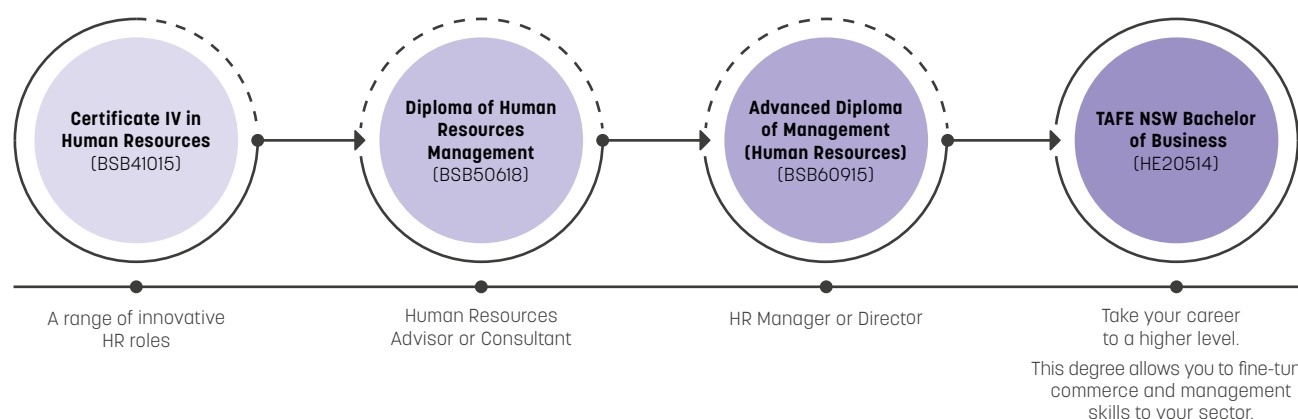 Certificate IV in
Human Resources
(BSB41015)
Diploma of Human
Resources
Management
(BSB50618)
Advanced Diploma
of Management
(Human Resources)
(BSB60915)
TAFE NSW Bachelor
of Business
(HE20514)
A range of innovative
HR roles
Human Resources
Advisor or Consultant
HR Manager or Director
Take your career
to a higher level.
This degree allows you to fine-tun
commerce and management
skills to your sector.